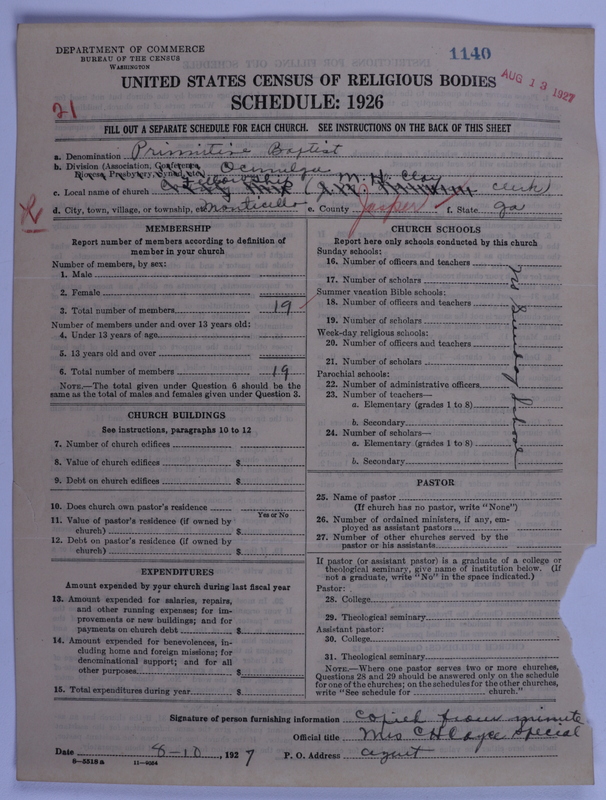 DEPARTMENT OF COMMERCE
BUREAU OF THE CENSUS
WASHINGTON
1140
AUG 13 1927
UNITED STATES CENSUS OF RELIGIOUS BODIES
SCHEDULE: 1926
21
FILL OUT A SEPARATE SCHEDULE FOR EACH CHURCH. SEE INSTRUCTIONS ON THE BACK OF THIS SHEET
a. Denomination Primitive Baptist
b. Division (Association, Conference, Diocese, Presbytery, Synod, etc.) Ocmulgee
c. Local name of church Fellowship (M. H. Clay clerk)
d. City, town, village, or township, etc. Monticello e. County Jasper f. State Ga
MEMBERSHIP
Report number of members according to definition of member in your church
Number of members, by sex:
1. Male
2. Female
3. Total number of members 19
Number of members under and over 13 years old:
4. Under 13 years of age
5. 13 years old and over
6. Total number of members 19
NOTE.—The total given under Question 6 should be the same as the total of males and females given under Question 3.
CHURCH BUILDINGS
See instructions, paragraphs 10 to 12
7. Number of church edifices
8. Value of church edifices $
9. Debt on church edifices $
10. Does church own pastor's residence
Yes or No
11. Value of pastor's residence (if owned by church) $
12. Debt on pastor's residence (if owned by church) $
EXPENDITURES
Amount expended by your church during last fiscal year
13. Amount expended for salaries, repairs, and other running expenses; for improvements or new buildings; and for payments on church debt $
14. Amount expended for benevolences, including home and foreign missions; for denominational support; and for all other purposes $
15. Total expenditures during year $
CHURCH SCHOOLS
Report here only schools conducted by this church
Sunday schools:
16. Number of officers and teachers
17. Number of scholars
Summer vacation Bible schools:
18. Number of officers and teachers
19. Number of scholars
Week-day religious schools:
20. Number of officers and teachers
21. Number of scholars
Parochial schools:
22. Number of administrative officers
23. Number of teachers—
a. Elementary (grades 1 to 8)
b. Secondary
24. Number of scholars—
a. Elementary (grades 1 to 8)
b. Secondary
No Sunday School
PASTOR
25. Name of pastor
(If church has no pastor, write "None")
26. Number of ordained ministers, if any, employed as assistant pastors
27. Number of other churches served by the pastor or his assistants
If pastor (or assistant pastor) is a graduate of a college or theological seminary, give name of institution below. (If not a graduate, write "No" in the space indicated.)
Pastor:
28. College
29. Theological seminary
Assistant pastor:
30. College
31. Theological seminary
NOTE.—Where one pastor serves two or more churches, Questions 28 and 29 should be answered only on the schedule for one of the churches; on the schedules for the other churches, write "See schedule for church."
Signature of person furnishing information Copied from minute
Official title Mrs C H special
Date 8-10, 1927 P. O. Address agent
8—5516 a 11—9054